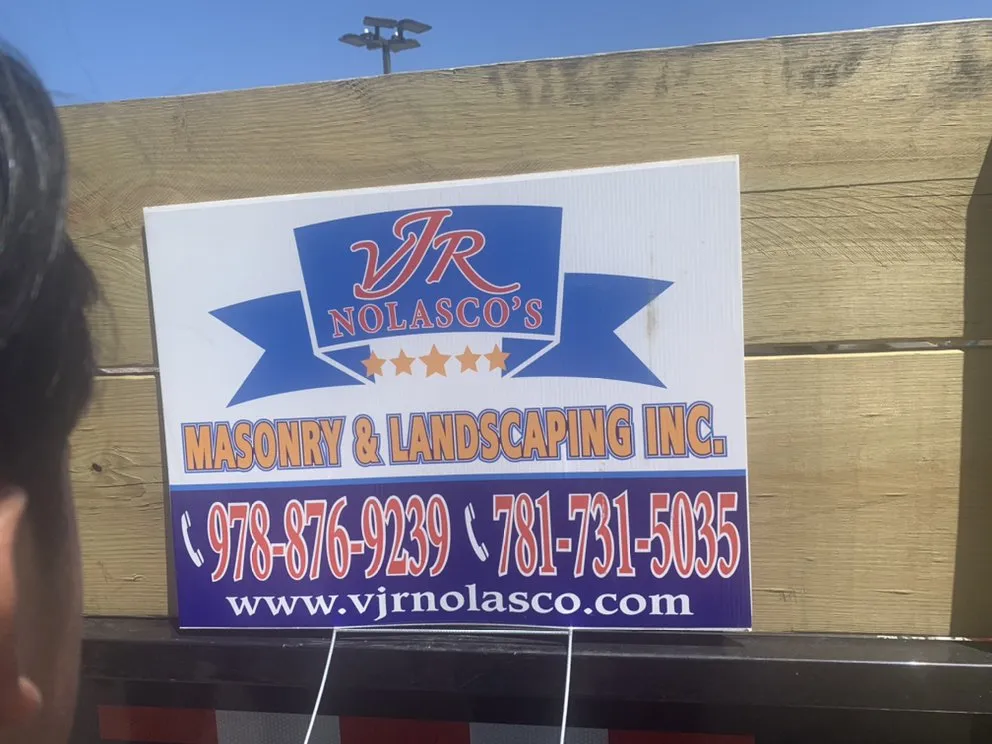 VJR
NOLASCO'S
MASONRY & LANDSCAPING INC.
978-876-9239 781-731-5035
www.vjrnolasco.com